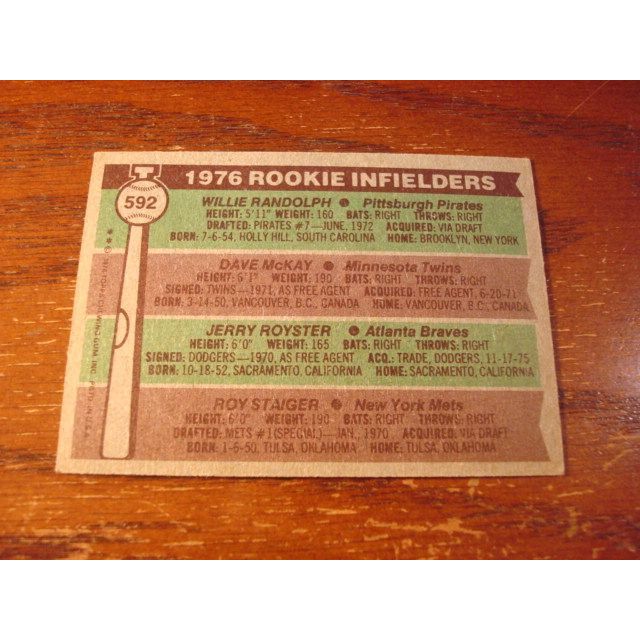 1976 ROOKIE INFIELDERS
592
WILLIE RANDOLPH ● Pittsburgh Pirates
HEIGHT: 5'11" WEIGHT: 160 BATS: RIGHT THROWS: RIGHT
DRAFTED: PIRATES #7—JUNE, 1972 ACQUIRED: VIA DRAFT
BORN: 7-6-54, HOLLY HILL, SOUTH CAROLINA HOME: BROOKLYN, NEW YORK
DAVE McKAY ● Minnesota Twins
HEIGHT: 6'1" WEIGHT: 190 BATS: RIGHT THROWS: RIGHT
SIGNED: TWINS—1971, AS FREE AGENT ACQUIRED: FREE AGENT, 6-20-71
BORN: 3-14-50, VANCOUVER, B.C., CANADA HOME: VANCOUVER, B.C., CANADA
JERRY ROYSTER ● Atlanta Braves
HEIGHT: 6'0" WEIGHT: 165 BATS: RIGHT THROWS: RIGHT
SIGNED: DODGERS—1970, AS FREE AGENT ACQ.: TRADE, DODGERS, 11-17-75
BORN: 10-18-52, SACRAMENTO, CALIFORNIA HOME: SACRAMENTO, CALIFORNIA
ROY STAIGER ● New York Mets
HEIGHT: 6'0" WEIGHT: 190 BATS: RIGHT THROWS: RIGHT
DRAFTED: METS #1(SPECIAL)—JAN., 1970 ACQUIRED: VIA DRAFT
BORN: 1-6-50, TULSA, OKLAHOMA HOME: TULSA, OKLAHOMA
** © TOPPS CHEWING GUM, INC. PRTD. IN U.S.A.